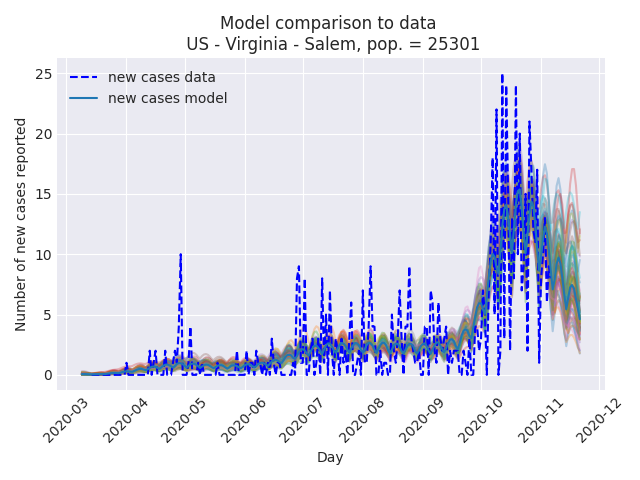 Model comparison to data
US - Virginia - Salem, pop. = 25301
new cases data
new cases model
Number of new cases reported
25
20
15
10
5
0
2020-03
2020-04
2020-05
2020-06
2020-07
2020-08
2020-09
2020-10
2020-11
2020-12
Day